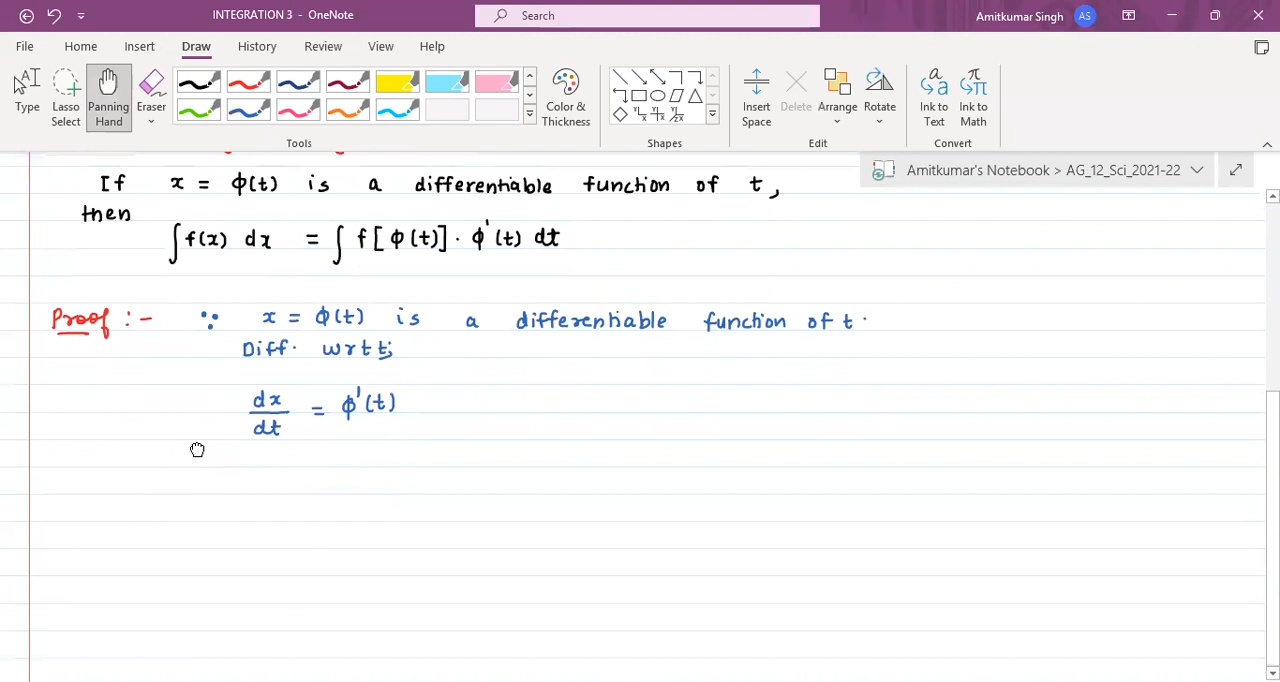 INTEGRATION 3 - OneNote
Search
Amitkumar Singh AS
File Home Insert Draw History Review View Help
Type Lasso Select Panning Hand Eraser Color & Thickness Insert Space Delete Arrange Rotate Ink to Text Ink to Math
Tools Shapes Edit Convert
Amitkumar's Notebook > AG_12_Sci_2021-22
If x = ϕ(t) is a differentiable function of t,
then
∫f(x) dx = ∫ f[ϕ(t)]·ϕ'(t) dt
Proof :- ∵ x = ϕ(t) is a differentiable function of t.
Diff. wrt t;
dx/dt = ϕ'(t)